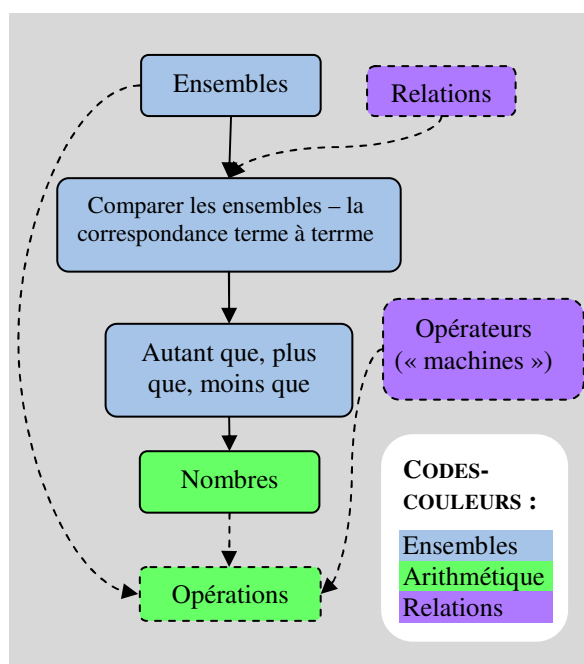 Ensembles
Relations
Comparer les ensembles – la
correspondance terme à terrme
Autant que, plus
que, moins que
Opérateurs
(« machines »)
Nombres
Opérations
CODES-
COULEURS :
Ensembles
Arithmétique
Relations